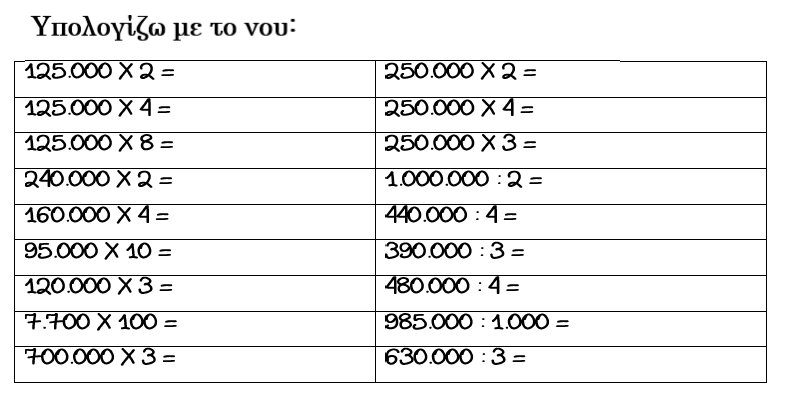 Υπολογίζω με το νου:
125.000 X 2 =
250.000 X 2 =
125.000 X 4 =
250.000 X 4 =
125.000 X 8 =
250.000 X 3 =
240.000 X 2 =
1.000.000 : 2 =
160.000 X 4 =
440.000 : 4 =
95.000 X 10 =
390.000 : 3 =
120.000 X 3 =
480.000 : 4 =
7.700 X 100 =
985.000 : 1.000 =
700.000 X 3 =
630.000 : 3 =